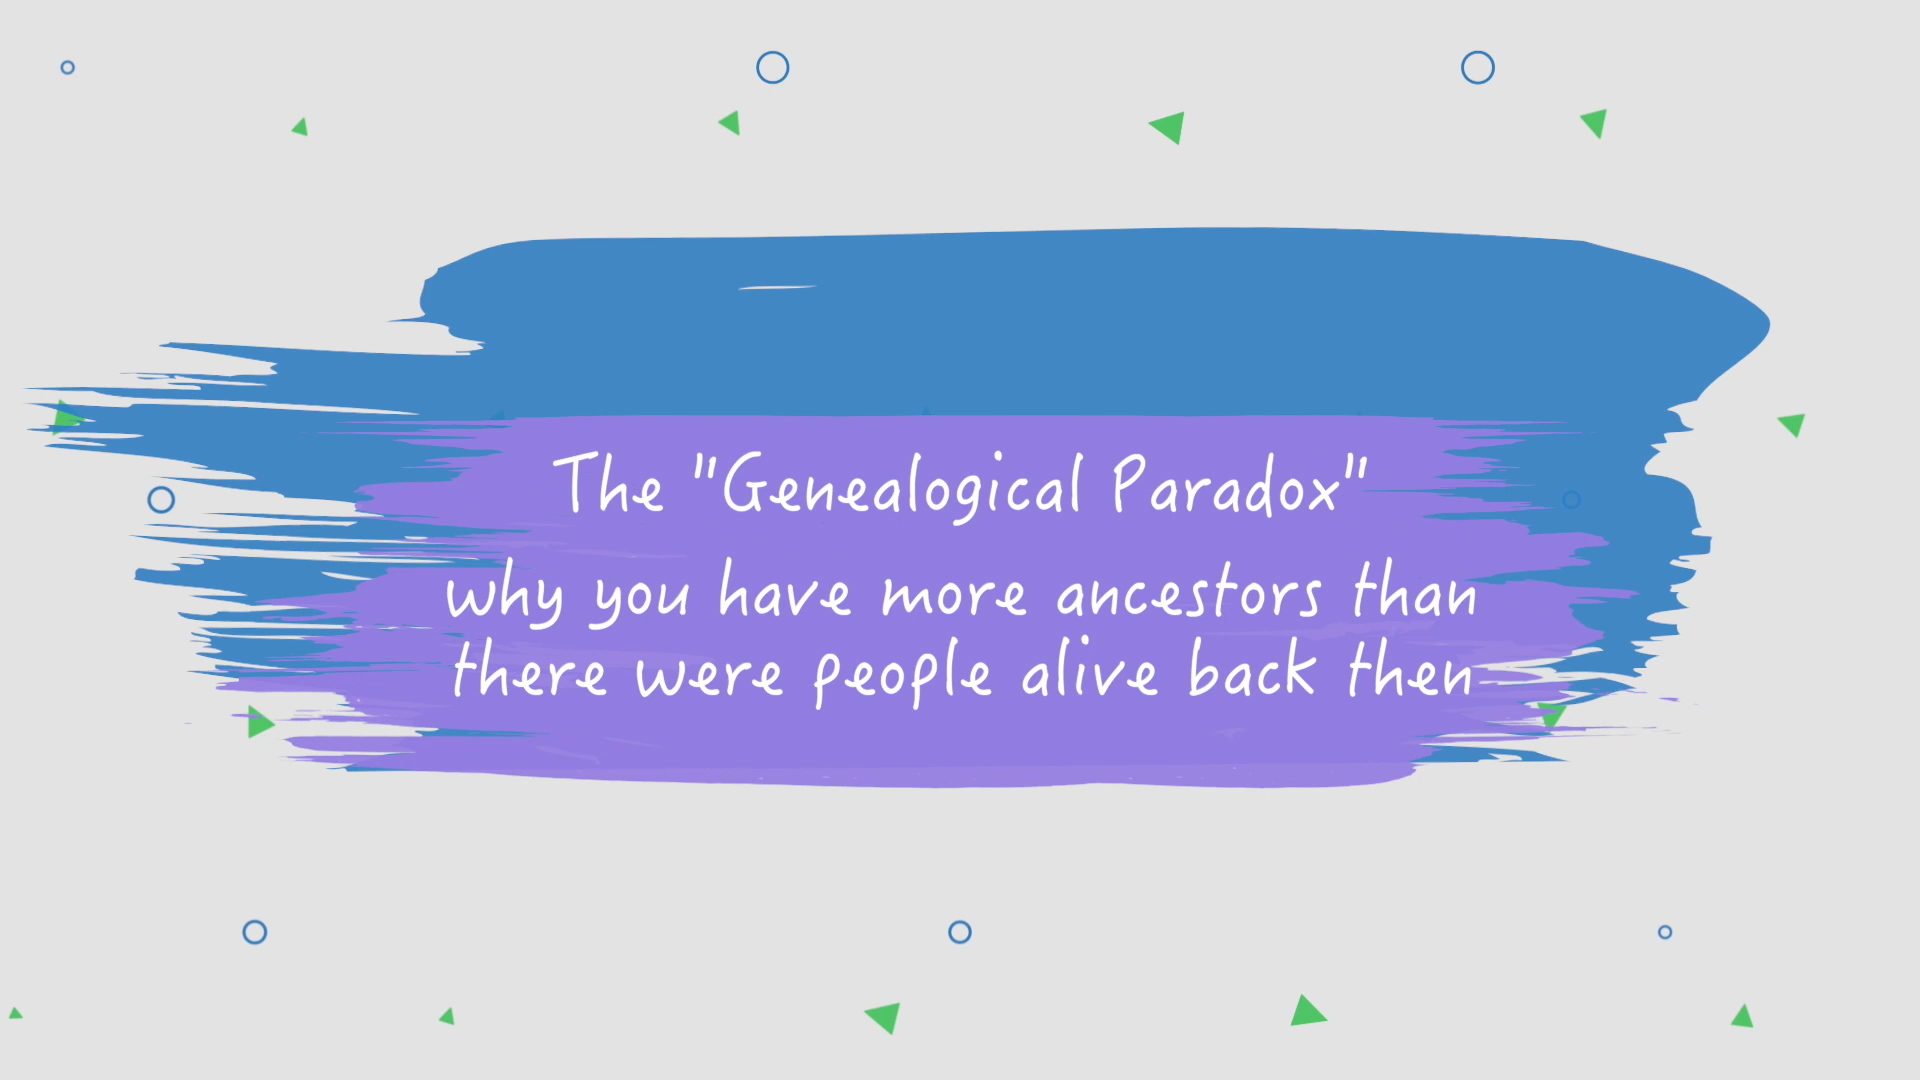 The "Genealogical Paradox"
why you have more ancestors than
there were people alive back then